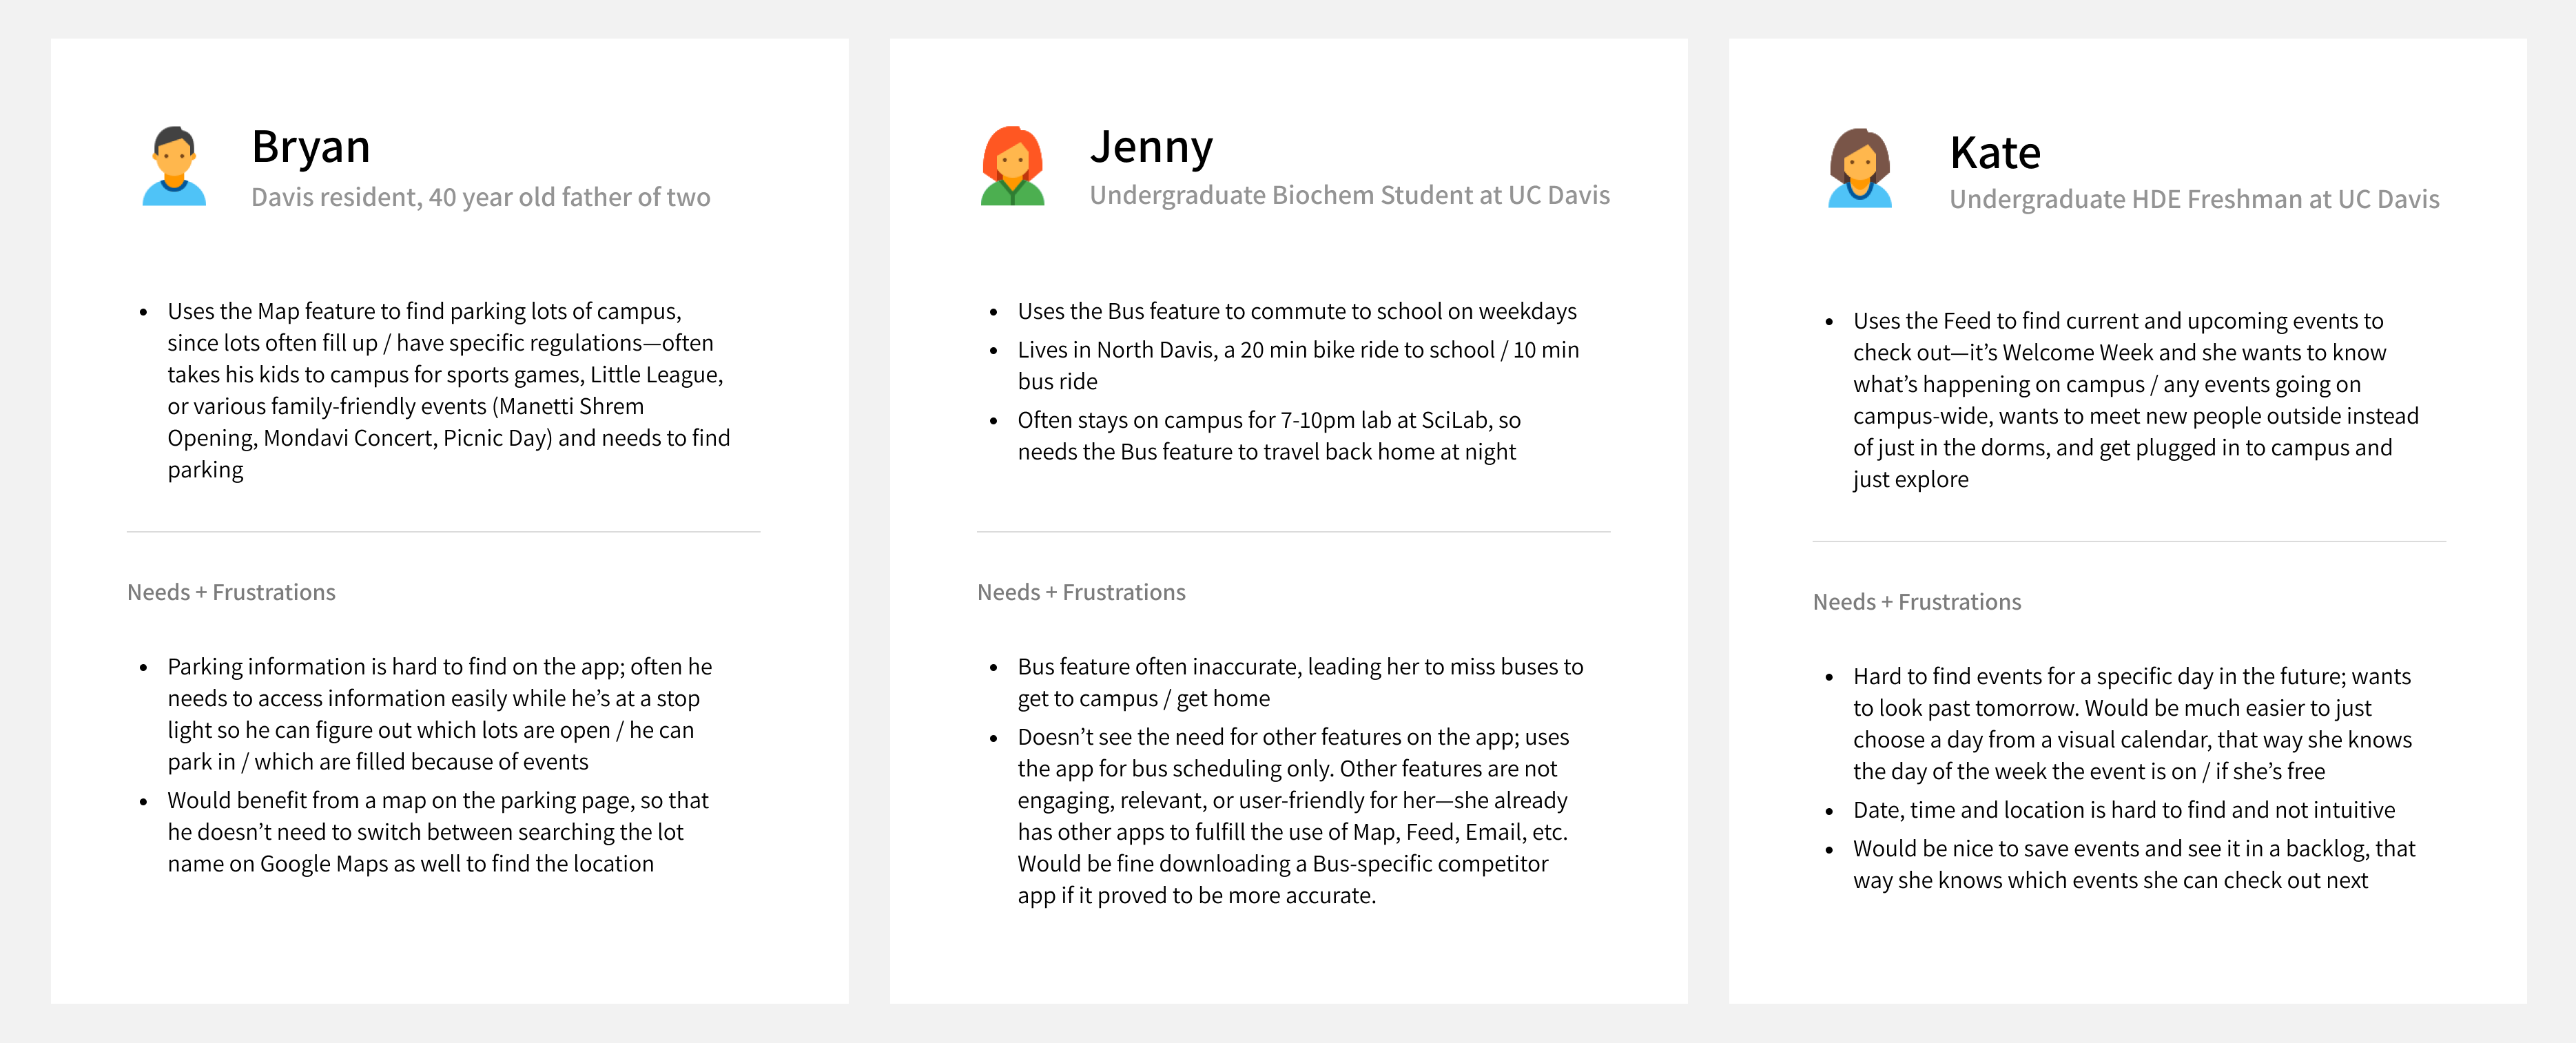 Bryan
Davis resident, 40 year old father of two
• Uses the Map feature to find parking lots of campus,
since lots often fill up / have specific regulations—often
takes his kids to campus for sports games, Little League,
or various family-friendly events (Manetti Shrem
Opening, Mondavi Concert, Picnic Day) and needs to find
parking
Needs + Frustrations
• Parking information is hard to find on the app; often he
needs to access information easily while he’s at a stop
light so he can figure out which lots are open / he can
park in / which are filled because of events
• Would benefit from a map on the parking page, so that
he doesn’t need to switch between searching the lot
name on Google Maps as well to find the location
Jenny
Undergraduate Biochem Student at UC Davis
• Uses the Bus feature to commute to school on weekdays
• Lives in North Davis, a 20 min bike ride to school / 10 min
bus ride
• Often stays on campus for 7-10pm lab at SciLab, so
needs the Bus feature to travel back home at night
Needs + Frustrations
• Bus feature often inaccurate, leading her to miss buses to
get to campus / get home
• Doesn’t see the need for other features on the app; uses
the app for bus scheduling only. Other features are not
engaging, relevant, or user-friendly for her—she already
has other apps to fulfill the use of Map, Feed, Email, etc.
Would be fine downloading a Bus-specific competitor
app if it proved to be more accurate.
Kate
Undergraduate HDE Freshman at UC Davis
• Uses the Feed to find current and upcoming events to
check out—it’s Welcome Week and she wants to know
what’s happening on campus / any events going on
campus-wide, wants to meet new people outside instead
of just in the dorms, and get plugged in to campus and
just explore
Needs + Frustrations
• Hard to find events for a specific day in the future; wants
to look past tomorrow. Would be much easier to just
choose a day from a visual calendar, that way she knows
the day of the week the event is on / if she’s free
• Date, time and location is hard to find and not intuitive
• Would be nice to save events and see it in a backlog, that
way she knows which events she can check out next